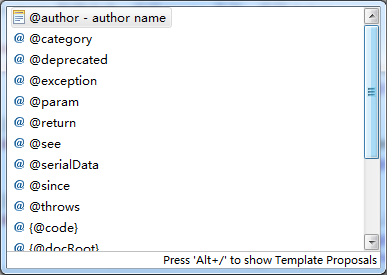 @author - author name
@ @category
@ @deprecated
@ @exception
@ @param
@ @return
@ @see
@ @serialData
@ @since
@ @throws
@ {@code}
@ {@docRoot}
Press 'Alt+/' to show Template Proposals